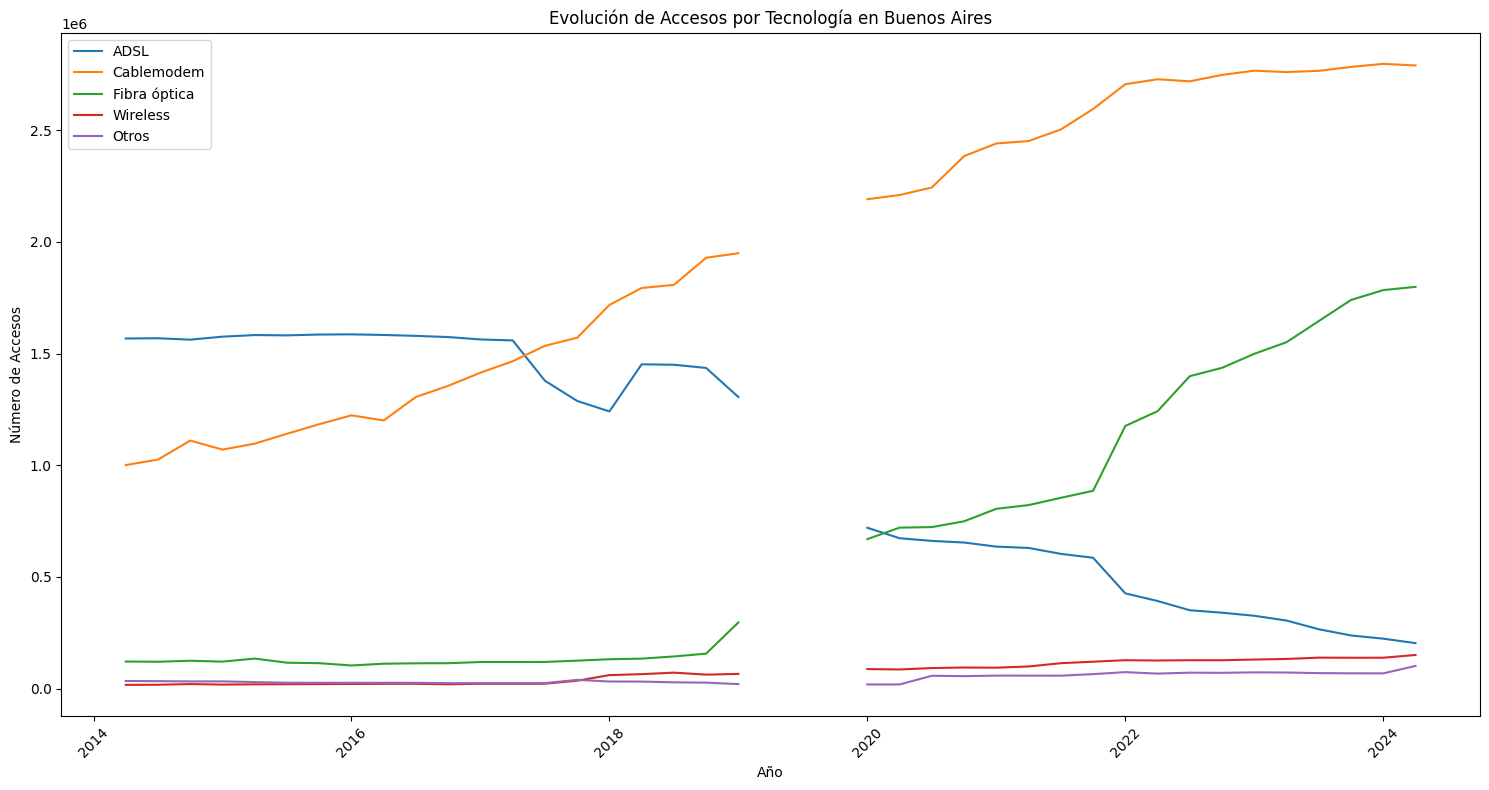 Evolución de Accesos por Tecnología en Buenos Aires
1e6
ADSL
Cablemodem
Fibra óptica
Wireless
Otros
Número de Accesos
2.5
2.0
1.5
1.0
0.5
0.0
2014
2016
2018
2020
2022
2024
Año